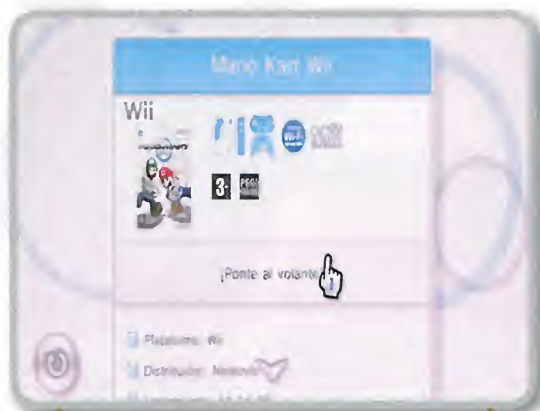 Mario Kart Wii
Wii
3+
¡Ponte al volante
Plataforma: Wii
Distribuidor: Nintendo